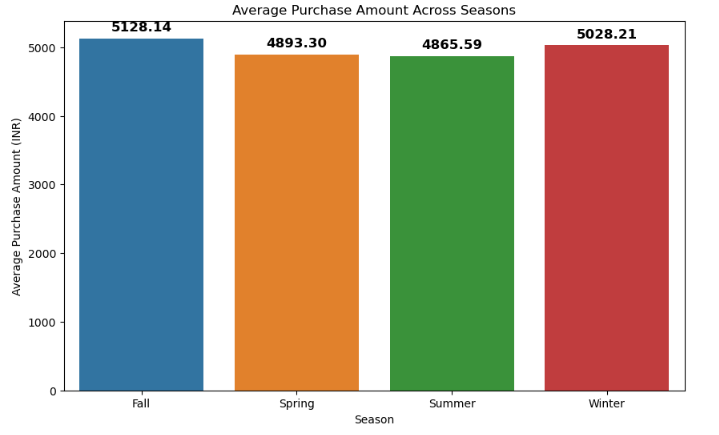 Average Purchase Amount Across Seasons
5128.14
4893.30
4865.59
5028.21
Average Purchase Amount (INR)
5000
4000
3000
2000
1000
0
Fall
Spring
Summer
Winter
Season